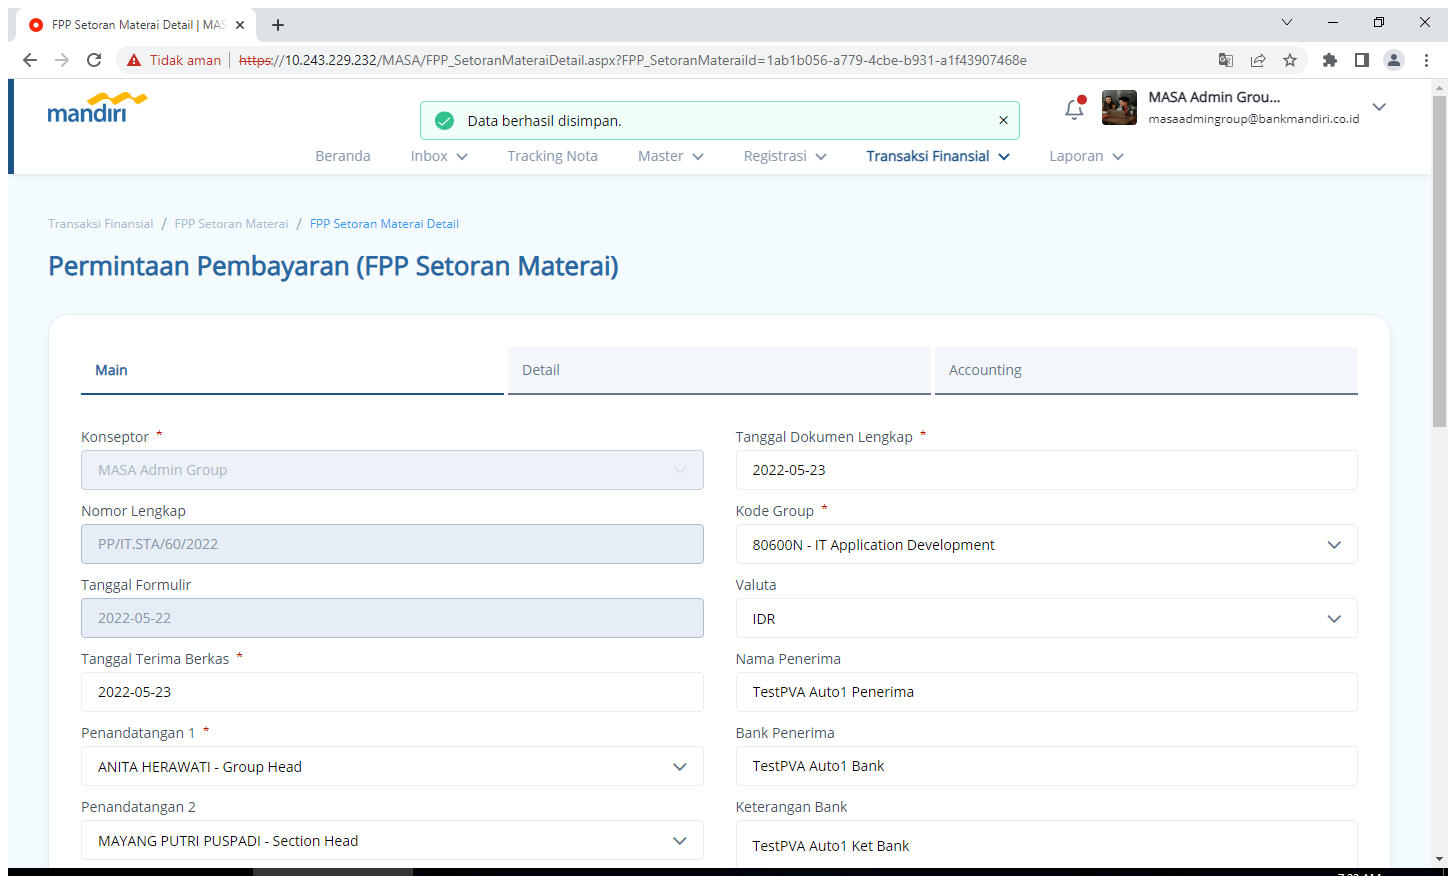 FPP Setoran Materai Detail | MAS
Tidak aman | https://10.243.229.232/MASA/FPP_SetoranMateraiDetail.aspx?FPP_SetoranMateraiId=1ab1b056-a779-4cbe-b931-a1f43907468e
mandiri
Data berhasil disimpan.
MASA Admin Grou...
masaadmingroup@bankmandiri.co.id
Beranda Inbox Tracking Nota Master Registrasi Transaksi Finansial Laporan
Transaksi Finansial / FPP Setoran Materai / FPP Setoran Materai Detail
Permintaan Pembayaran (FPP Setoran Materai)
Main Detail Accounting
Konseptor *
MASA Admin Group
Nomor Lengkap
PP/IT.STA/60/2022
Tanggal Formulir
2022-05-22
Tanggal Terima Berkas *
2022-05-23
Penandatangan 1 *
ANITA HERAWATI - Group Head
Penandatangan 2
MAYANG PUTRI PUSPADI - Section Head
Tanggal Dokumen Lengkap *
2022-05-23
Kode Group *
80600N - IT Application Development
Valuta
IDR
Nama Penerima
TestPVA Auto1 Penerima
Bank Penerima
TestPVA Auto1 Bank
Keterangan Bank
TestPVA Auto1 Ket Bank